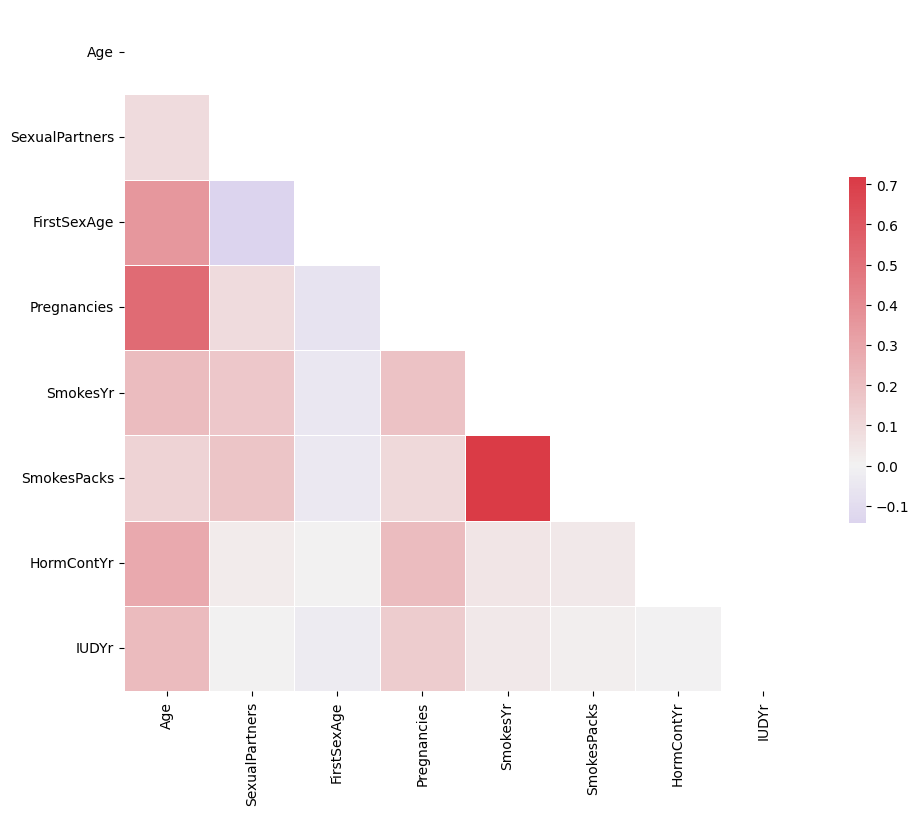 Age
SexualPartners
FirstSexAge
Pregnancies
SmokesYr
SmokesPacks
HormContYr
IUDYr
Age
SexualPartners
FirstSexAge
Pregnancies
SmokesYr
SmokesPacks
HormContYr
IUDYr
0.7
0.6
0.5
0.4
0.3
0.2
0.1
0.0
−0.1